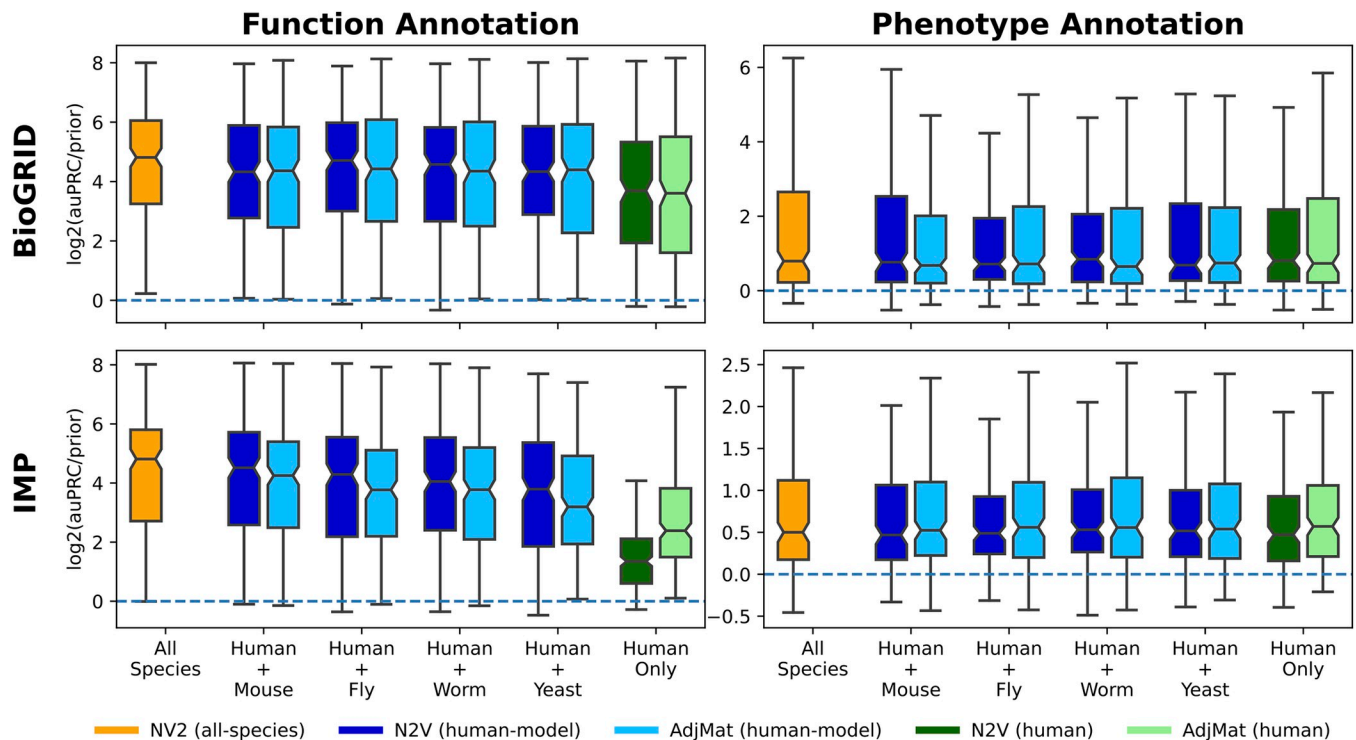 Function Annotation
Phenotype Annotation
BioGRID
log2(auPRC/prior)
8
6
4
2
0
6
4
2
0
IMP
log2(auPRC/prior)
8
6
4
2
0
2.5
2.0
1.5
1.0
0.5
0.0
−0.5
All
Species
Human
+
Mouse
Human
+
Fly
Human
+
Worm
Human
+
Yeast
Human
Only
All
Species
Human
+
Mouse
Human
+
Fly
Human
+
Worm
Human
+
Yeast
Human
Only
NV2 (all-species)
N2V (human-model)
AdjMat (human-model)
N2V (human)
AdjMat (human)